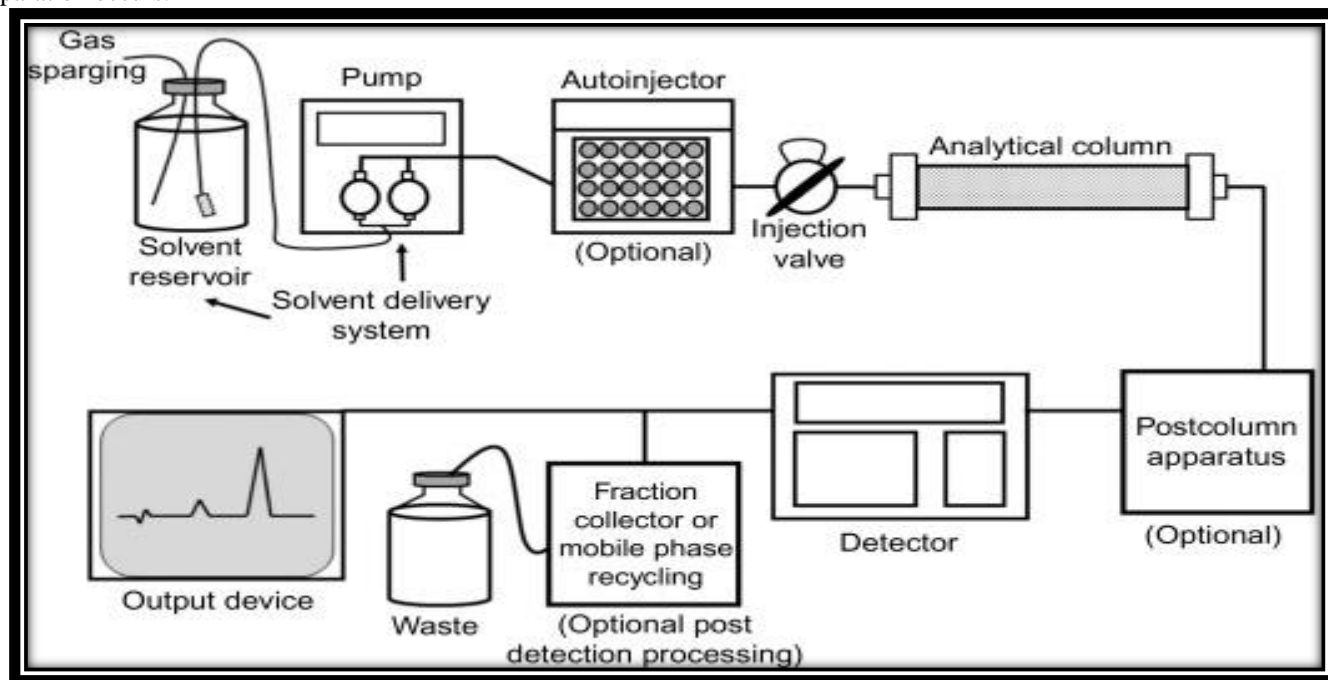 Gas
sparging
Pump
Autoinjector
Analytical column
Solvent
reservoir
(Optional)
Injection
valve
Solvent delivery
system
Postcolumn
apparatus
(Optional)
Detector
Fraction
collector or
mobile phase
recycling
(Optional post
detection processing)
Waste
Output device